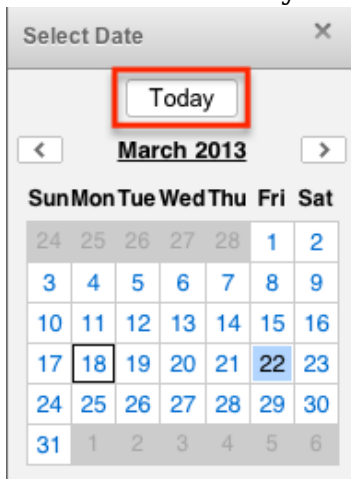 Select Date ×
Today
< March 2013 >
Sun Mon Tue Wed Thu Fri Sat
24 25 26 27 28 1 2
3 4 5 6 7 8 9
10 11 12 13 14 15 16
17 18 19 20 21 22 23
24 25 26 27 28 29 30
31 1 2 3 4 5 6